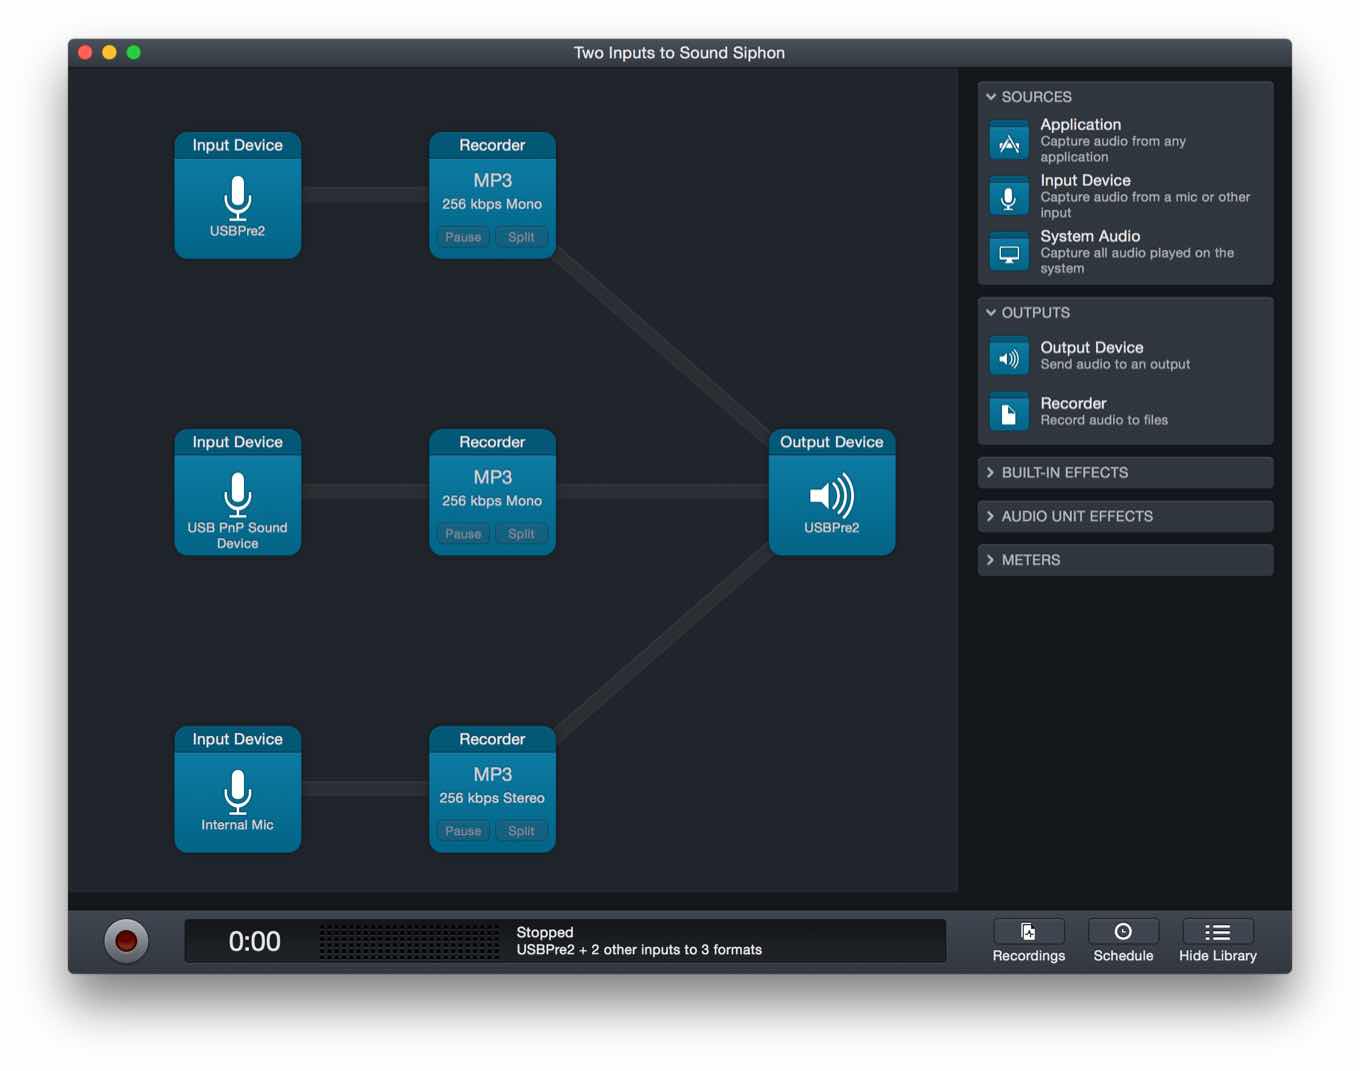 Two Inputs to Sound Siphon
Input Device
USBPre2
Recorder
MP3
256 kbps Mono
Pause Split
Input Device
USB PnP Sound
Device
Recorder
MP3
256 kbps Mono
Pause Split
Output Device
USBPre2
Input Device
Internal Mic
Recorder
MP3
256 kbps Stereo
Pause Split
SOURCES
Application
Capture audio from any
application
Input Device
Capture audio from a mic or other
input
System Audio
Capture all audio played on the
system
OUTPUTS
Output Device
Send audio to an output
Recorder
Record audio to files
BUILT-IN EFFECTS
AUDIO UNIT EFFECTS
METERS
0:00
Stopped
USBPre2 + 2 other inputs to 3 formats
Recordings
Schedule
Hide Library